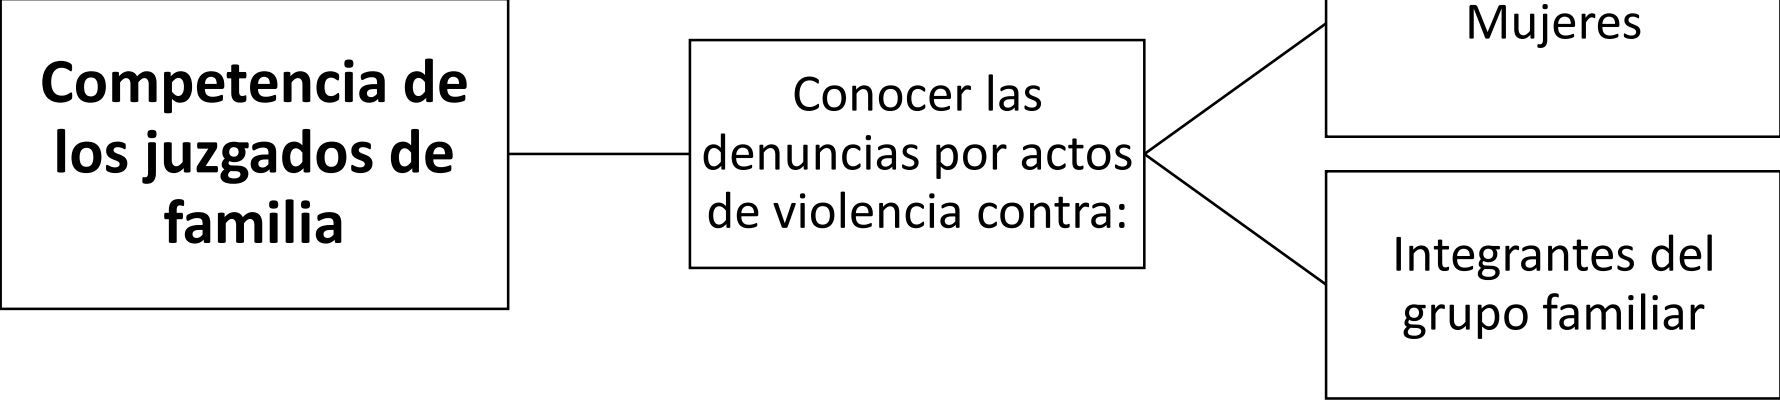 Competencia de
los juzgados de
familia
Conocer las
denuncias por actos
de violencia contra:
Mujeres
Integrantes del
grupo familiar